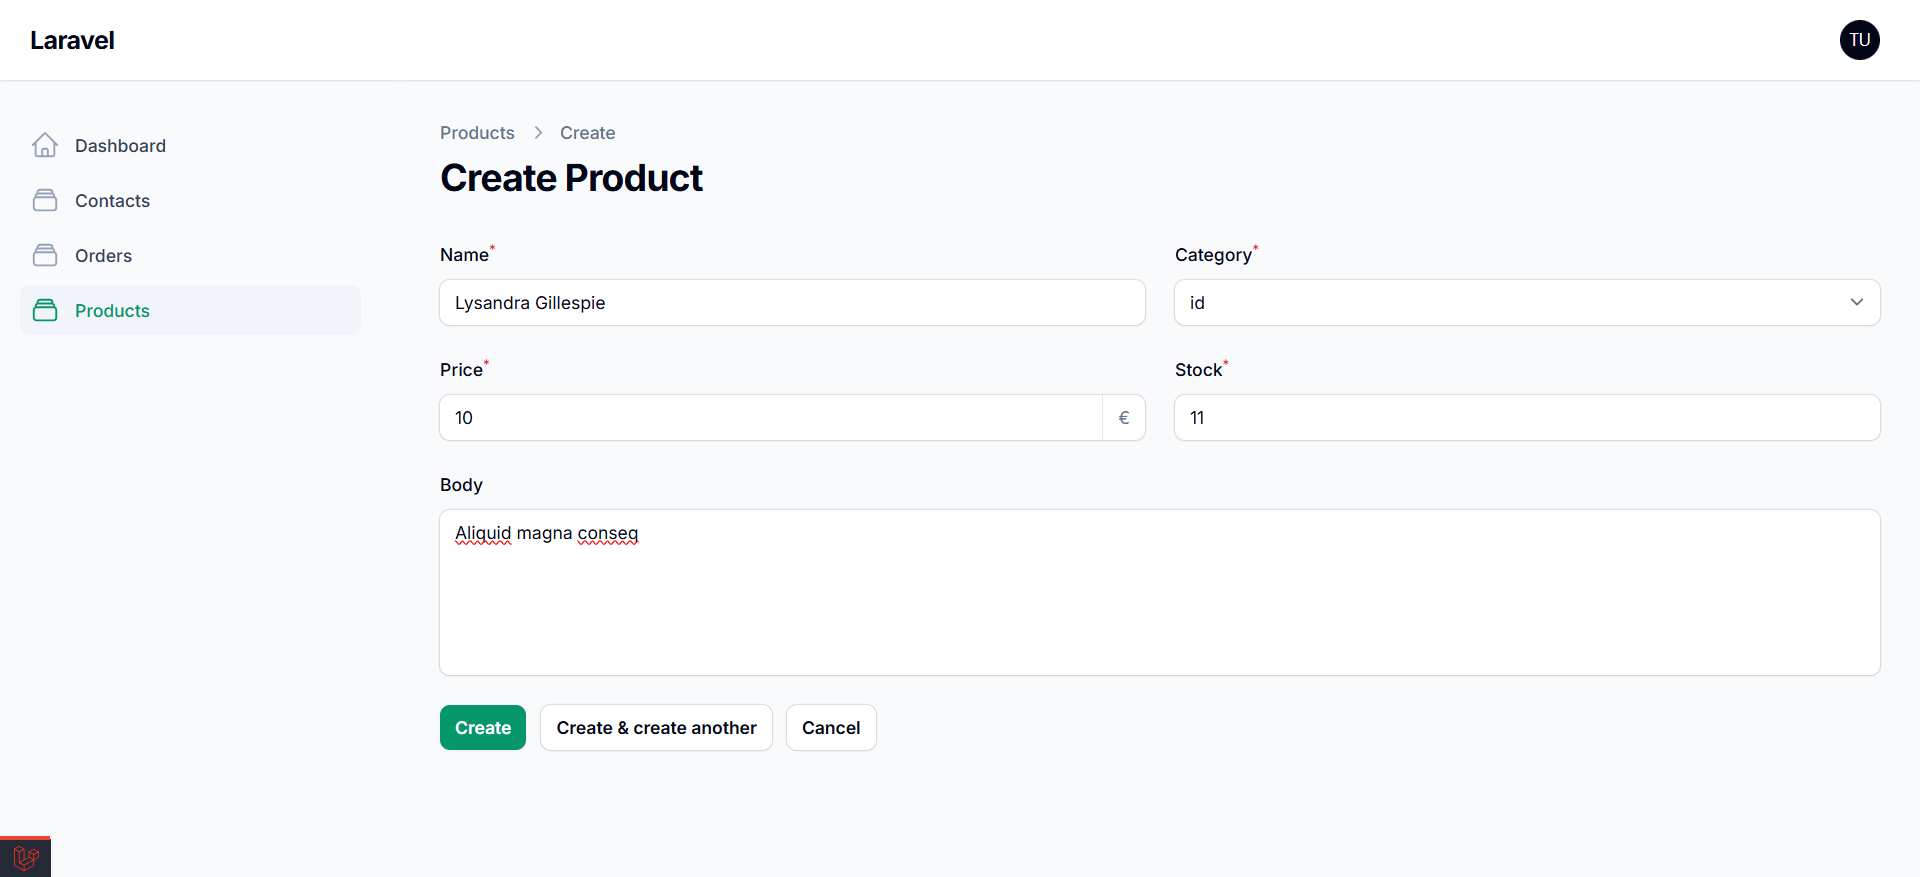 Laravel
TU
Dashboard
Contacts
Orders
Products
Products > Create
Create Product
Name*
Lysandra Gillespie
Category*
id
Price*
10
€
Stock*
11
Body
Aliquid magna conseq
Create
Create & create another
Cancel